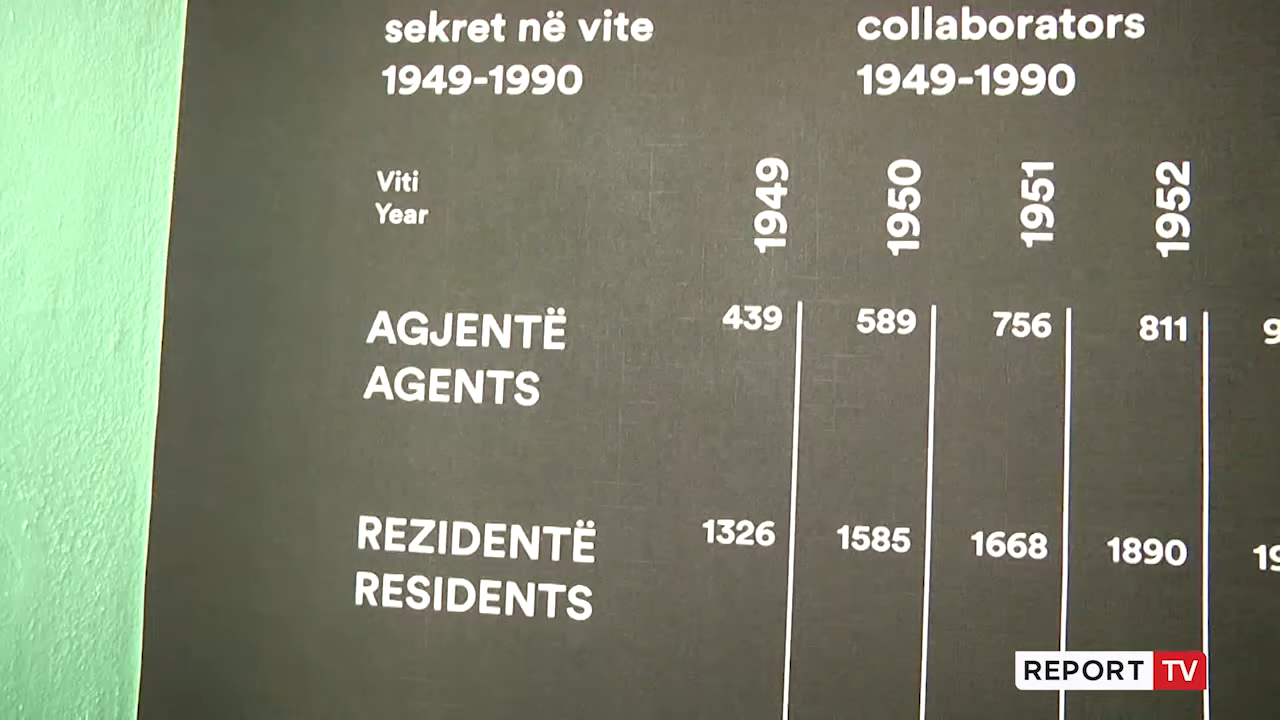 sekret në vite
1949-1990
collaborators
1949-1990
Viti
Year
1949 1950 1951 1952
AGJENTË
AGENTS
439 589 756 811
REZIDENTË
RESIDENTS
1326 1585 1668 1890
REPORT TV